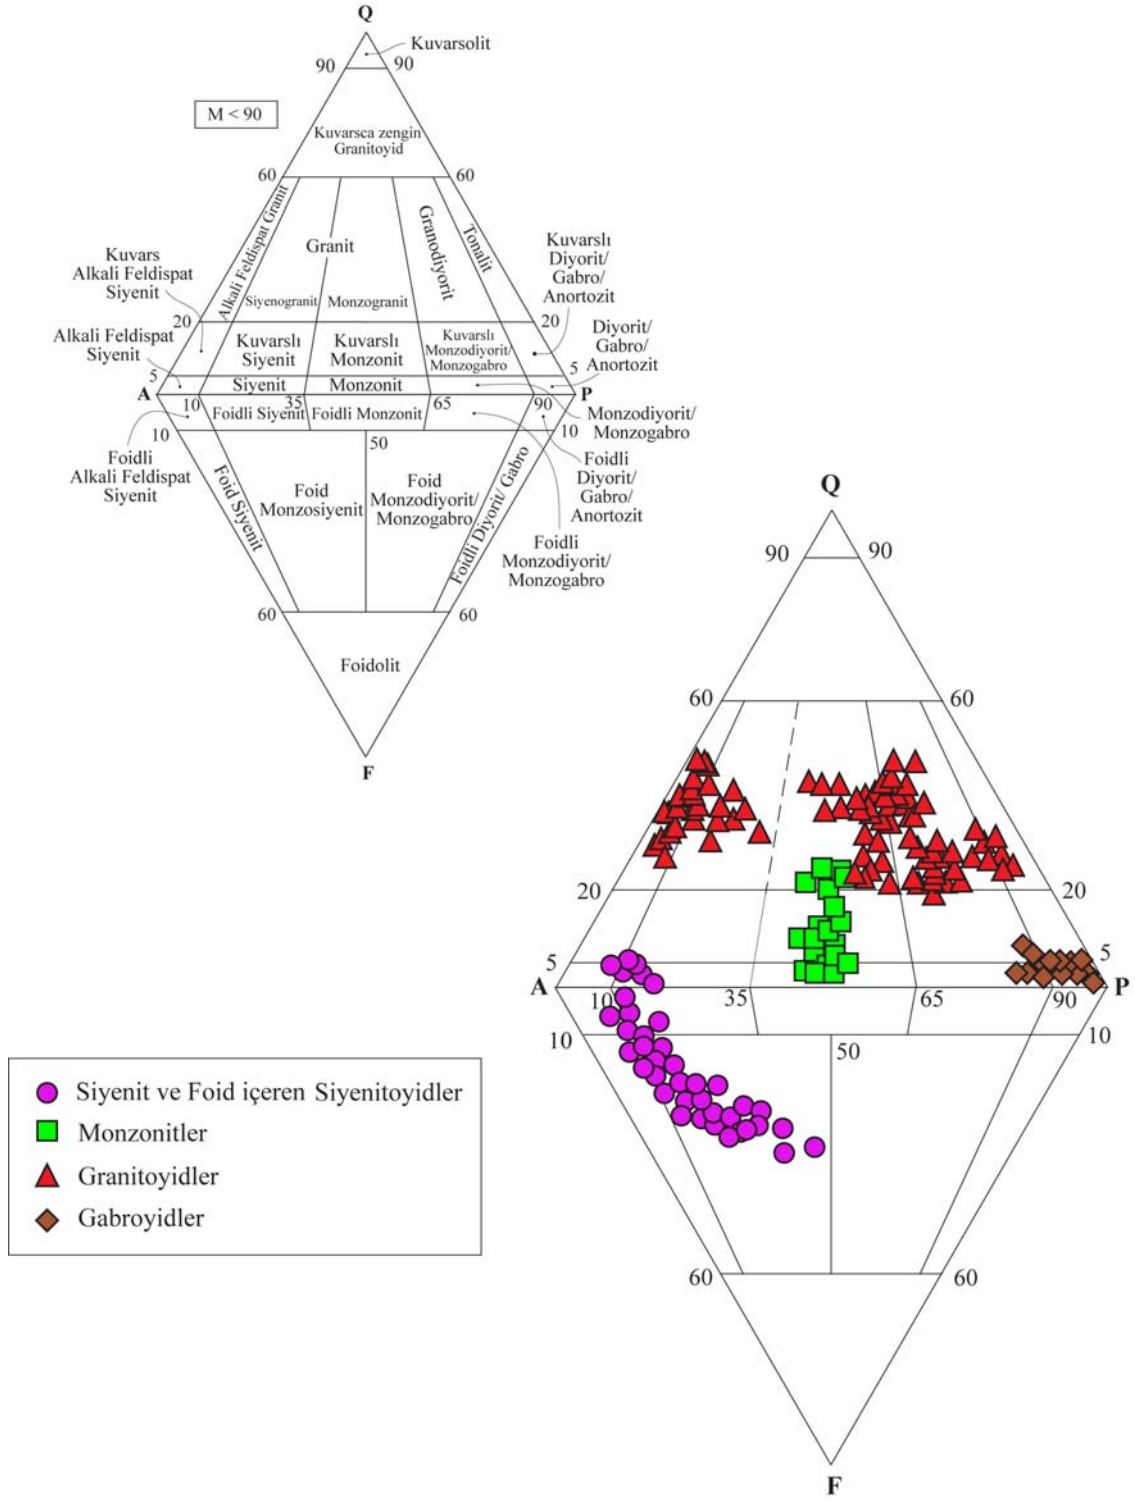 Q
Kuvarsolit
90
90
M < 90
Kuvarsca zengin
Granitoyid
60
60
Alkali Feldispat Granit
Granit
Granodiyorit
Tonalit
Kuvars
Alkali Feldispat
Siyenit
Kuvarslı
Diyorit/
Gabro/
Anortozit
Siyenogranit
Monzogranit
20
20
Alkali Feldispat
Siyenit
Kuvarslı
Siyenit
Kuvarslı
Monzonit
Kuvarslı
Monzodiyorit/
Monzogabro
Diyorit/
Gabro/
Anortozit
5
5
Siyenit
Monzonit
A
P
10
35
65
90
Foidli Siyenit
Foidli Monzonit
Monzodiyorit/
Monzogabro
10
10
50
Foidli
Alkali Feldispat
Siyenit
Foid Siyenit
Foid
Monzosiyenit
Foid
Monzodiyorit/
Monzogabro
Foidli Diyorit/ Gabro
Foidli
Diyorit/
Gabro/
Anortozit
Foidli
Monzodiyorit/
Monzogabro
60
60
Foidolit
F
Q
90
90
60
60
20
20
5
5
A
P
10
35
65
90
10
10
50
60
60
F
Siyenit ve Foid içeren Siyenitoyidler
Monzonitler
Granitoyidler
Gabroyidler